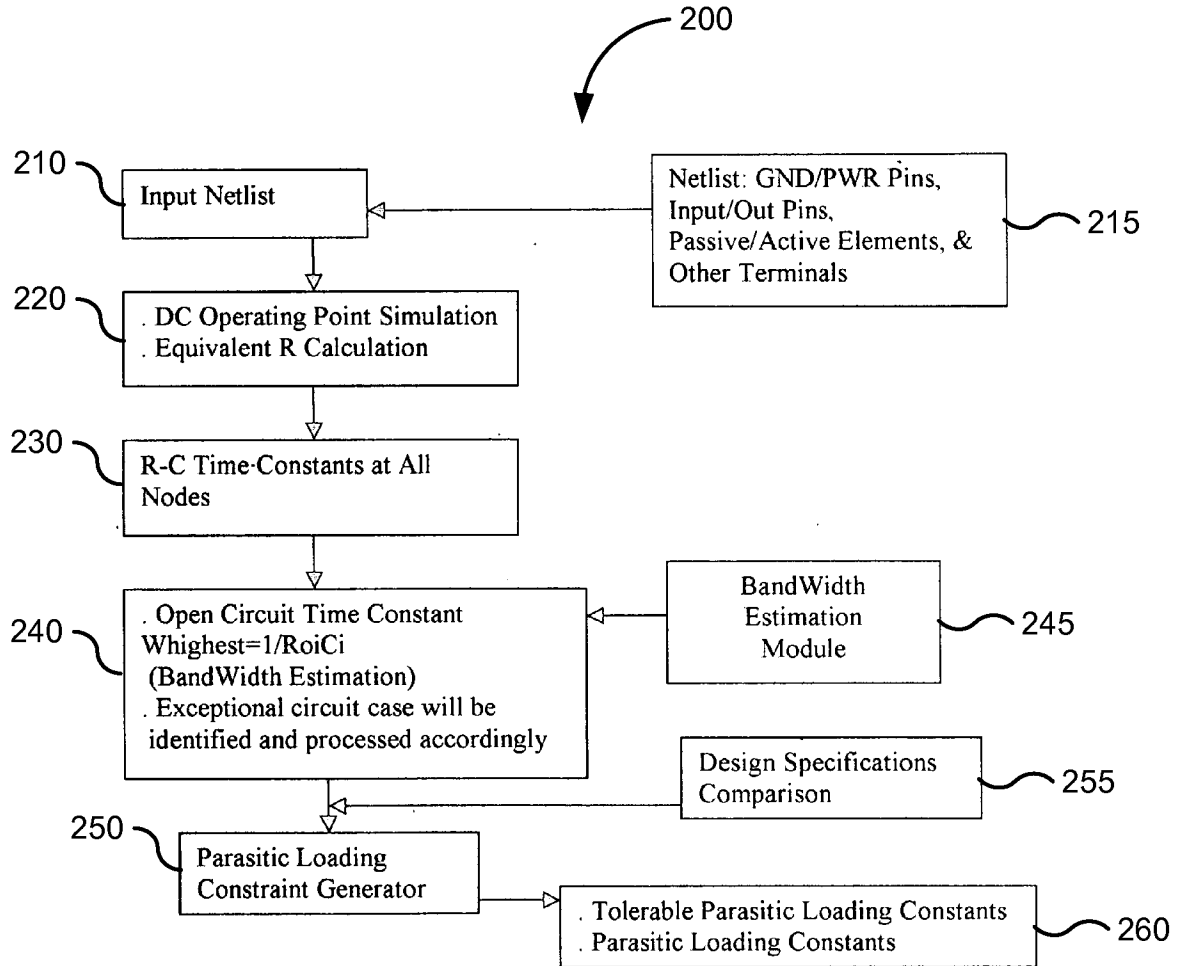 200
210
Input Netlist
Netlist: GND/PWR Pins,
Input/Out Pins,
Passive/Active Elements, &
Other Terminals
215
220
. DC Operating Point Simulation
. Equivalent R Calculation
230
R-C Time-Constants at All
Nodes
240
. Open Circuit Time Constant
Whighest=1/RoiCi
(BandWidth Estimation)
. Exceptional circuit case will be
identified and processed accordingly
BandWidth
Estimation
Module
245
Design Specifications
Comparison
255
250
Parasitic Loading
Constraint Generator
. Tolerable Parasitic Loading Constants
. Parasitic Loading Constants
260